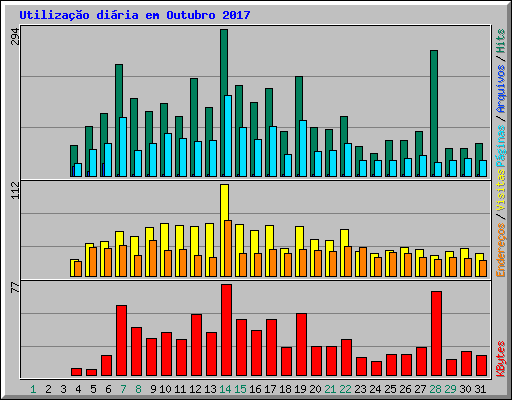 Utilização diária em Outubro 2017
294
112
77
Endereços / Visitas
Páginas / Arquivos / Hits
KBytes
1 2 3 4 5 6 7 8 9 10 11 12 13 14 15 16 17 18 19 20 21 22 23 24 25 26 27 28 29 30 31